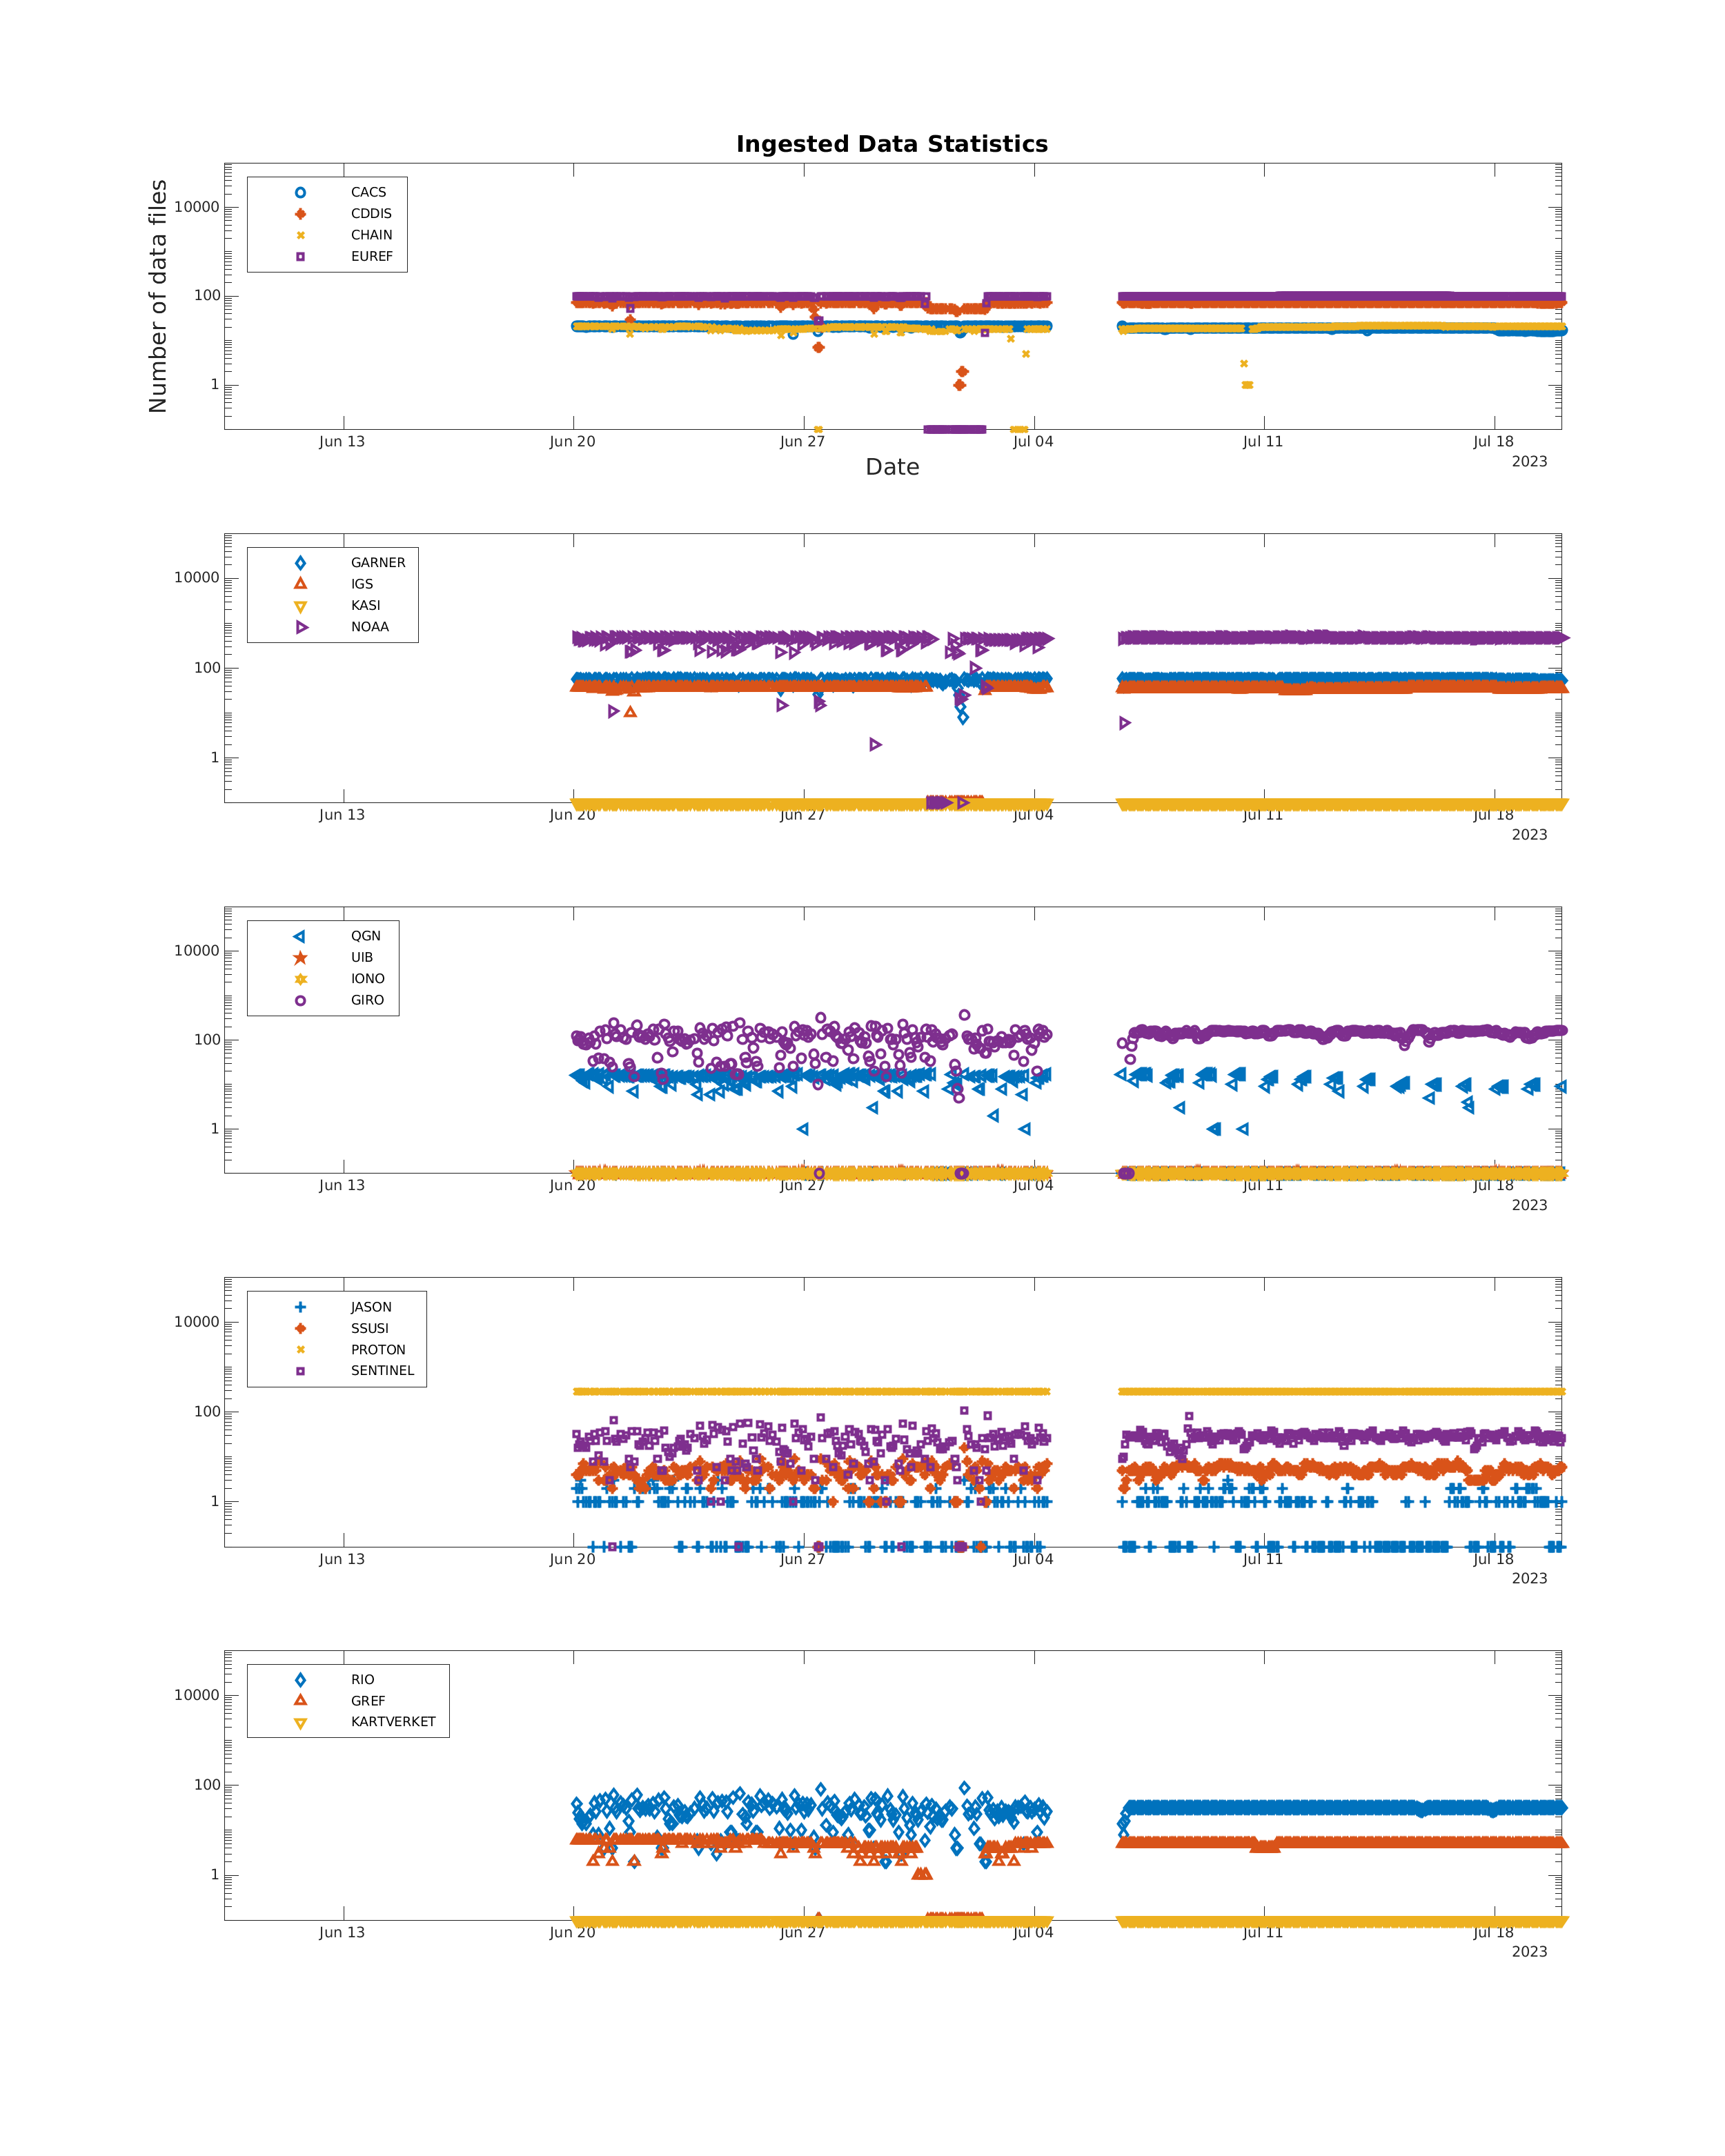 Ingested Data Statistics
Number of data files
10000
100
1
CACS
CDDIS
CHAIN
EUREF
Jun 13
Jun 20
Jun 27
Jul 04
Jul 11
Jul 18
2023
Date
10000
100
1
GARNER
IGS
KASI
NOAA
Jun 13
Jun 20
Jun 27
Jul 04
Jul 11
Jul 18
2023
10000
100
1
QGN
UIB
IONO
GIRO
Jun 13
Jun 20
Jun 27
Jul 04
Jul 11
Jul 18
2023
10000
100
1
JASON
SSUSI
PROTON
SENTINEL
Jun 13
Jun 20
Jun 27
Jul 04
Jul 11
Jul 18
2023
10000
100
1
RIO
GREF
KARTVERKET
Jun 13
Jun 20
Jun 27
Jul 04
Jul 11
Jul 18
2023